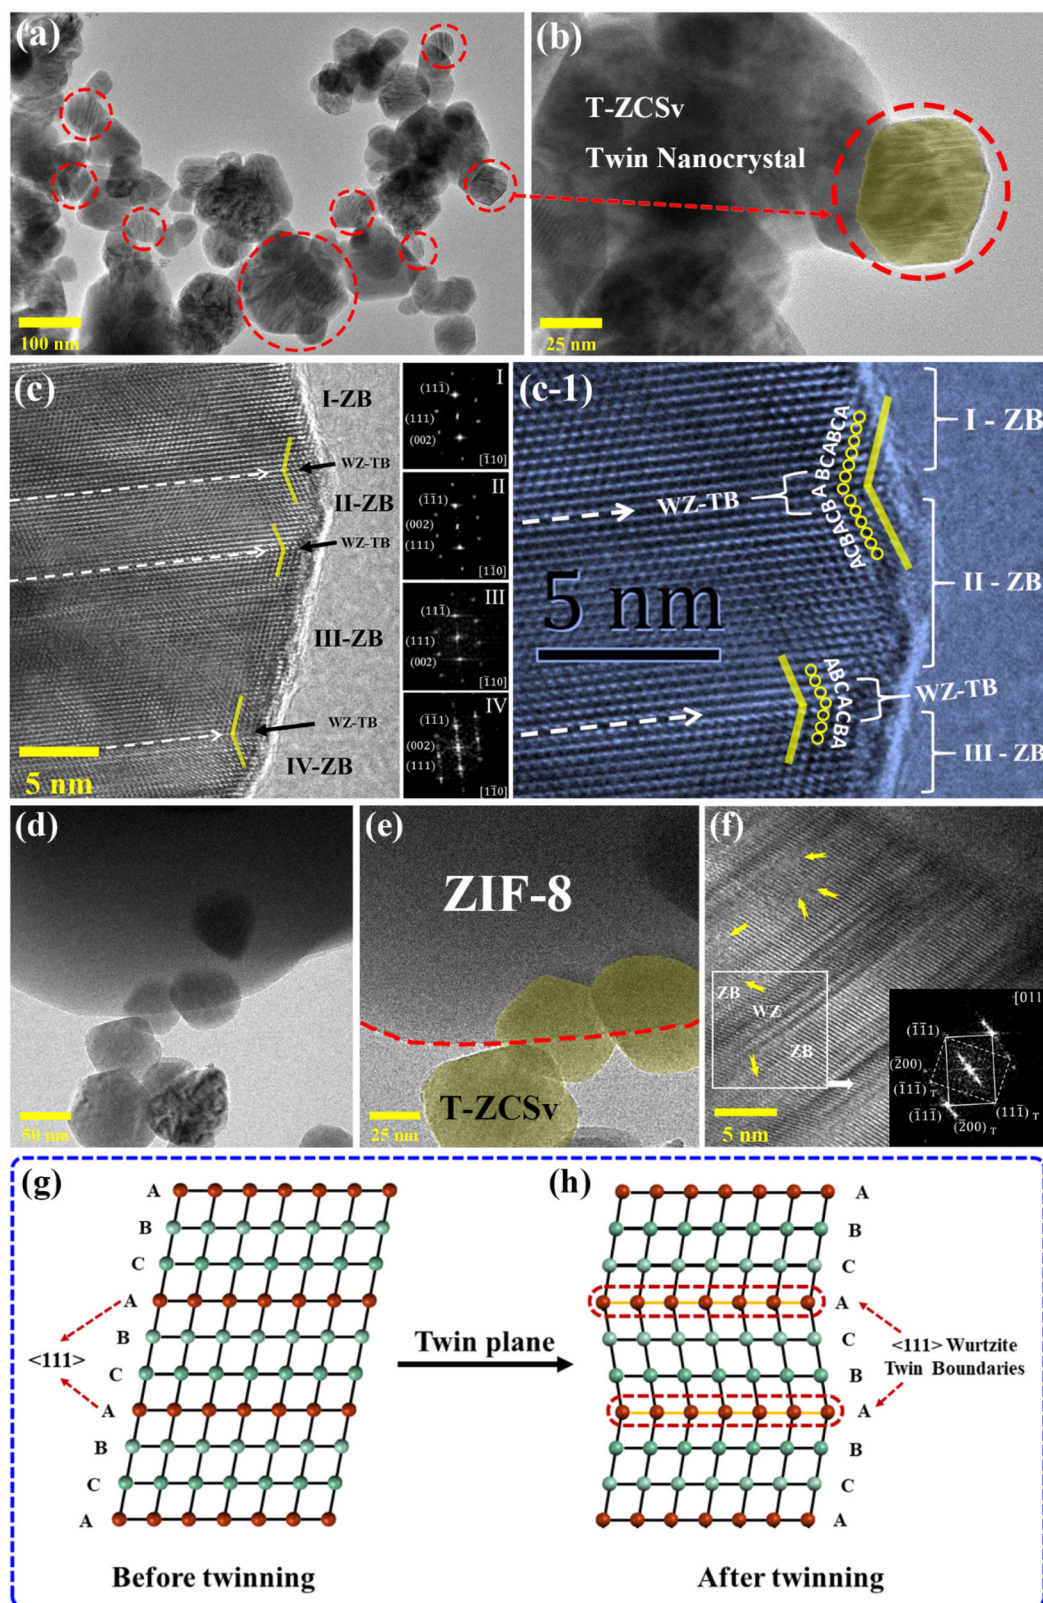 (a)
100 nm
(b)
T-ZCSv
Twin Nanocrystal
25 nm
(c)
I-ZB
WZ-TB
II-ZB
WZ-TB
III-ZB
WZ-TB
IV-ZB
5 nm
I
(111̅)
(111)
(002)
[1̅10]
II
(1̅1̅1)
(002)
(111)
[11̅0]
III
(111̅)
(111)
(002)
[1̅10]
IV
(1̅1̅1)
(002)
(111)
[11̅0]
(c-1)
I - ZB
ACBACB A BCABCA
WZ-TB
II - ZB
5 nm
ABCACBA
WZ-TB
III - ZB
(d)
50 nm
(e)
ZIF-8
T-ZCSv
25 nm
(f)
ZB
WZ
ZB
5 nm
[011]
(1̅1̅1)
(2̅00)
(1̅11̅) T
(1̅11̅)
(2̅00) T
(111̅) T
(g)
A
B
C
A
B
C
A
B
C
A
<111>
Before twinning
Twin plane
(h)
A
B
C
A
C
B
A
B
C
A
<111> Wurtzite
Twin Boundaries
After twinning